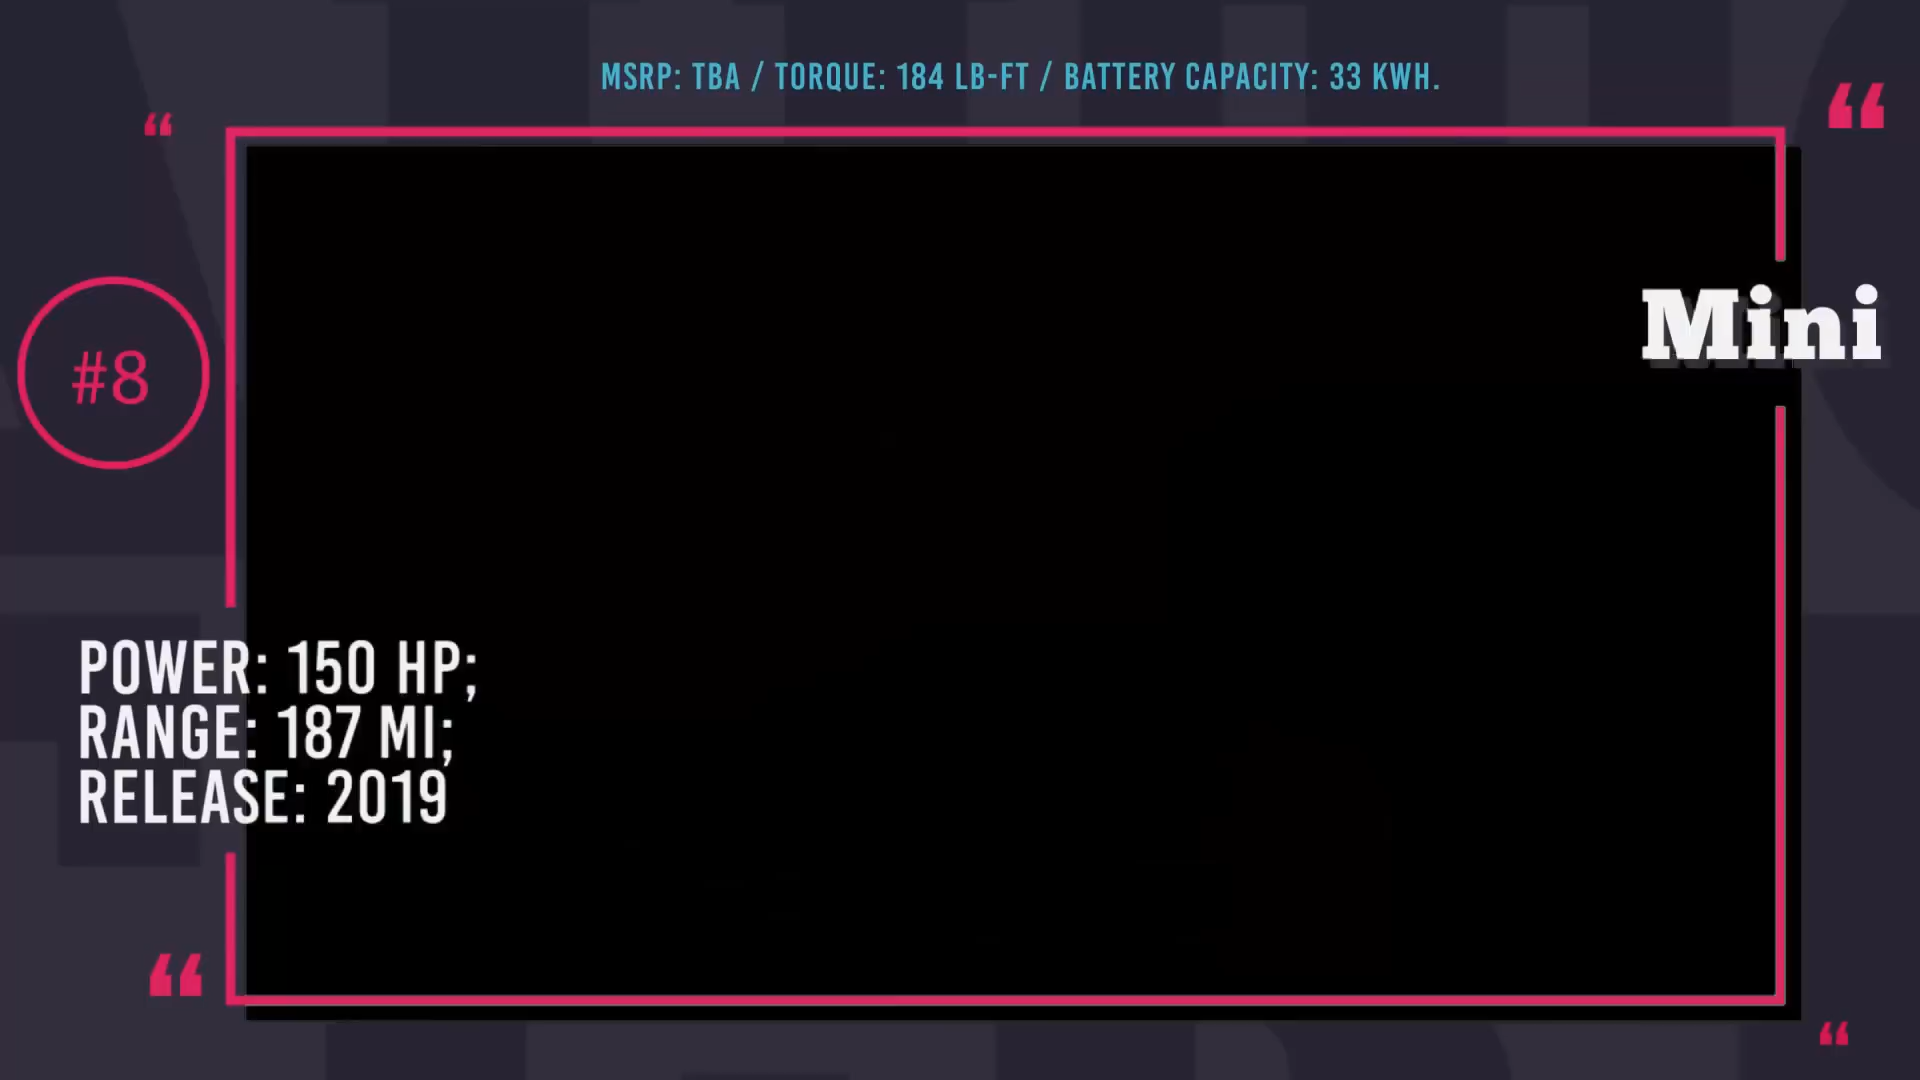 MSRP: TBA / TORQUE: 184 LB-FT / BATTERY CAPACITY: 33 KWH.
Mini
#8
POWER: 150 HP;
RANGE: 187 MI;
RELEASE: 2019